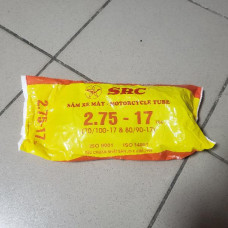 SRC
SĂM XE MÁY - MOTORCYCLE TUBE
2.75 - 17
(70/100-17 & 80/90-17)
ISO 9001 ISO 14001
2.75-17